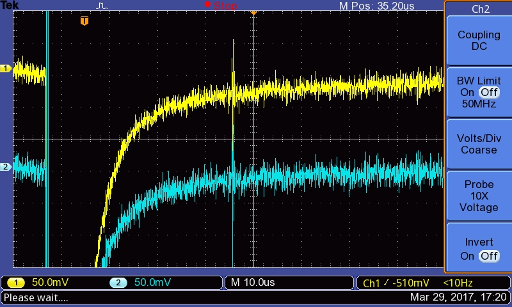 Tek
Stop
M Pos: 35.20us
Ch2
T
Coupling
DC
1
BW Limit
On Off
50MHz
Volts/Div
Coarse
2
Probe
10X
Voltage
Invert
On Off
1 50.0mV 2 50.0mV M 10.0us Ch1 -510mV <10Hz
Please wait.... Mar 29, 2017, 17:20